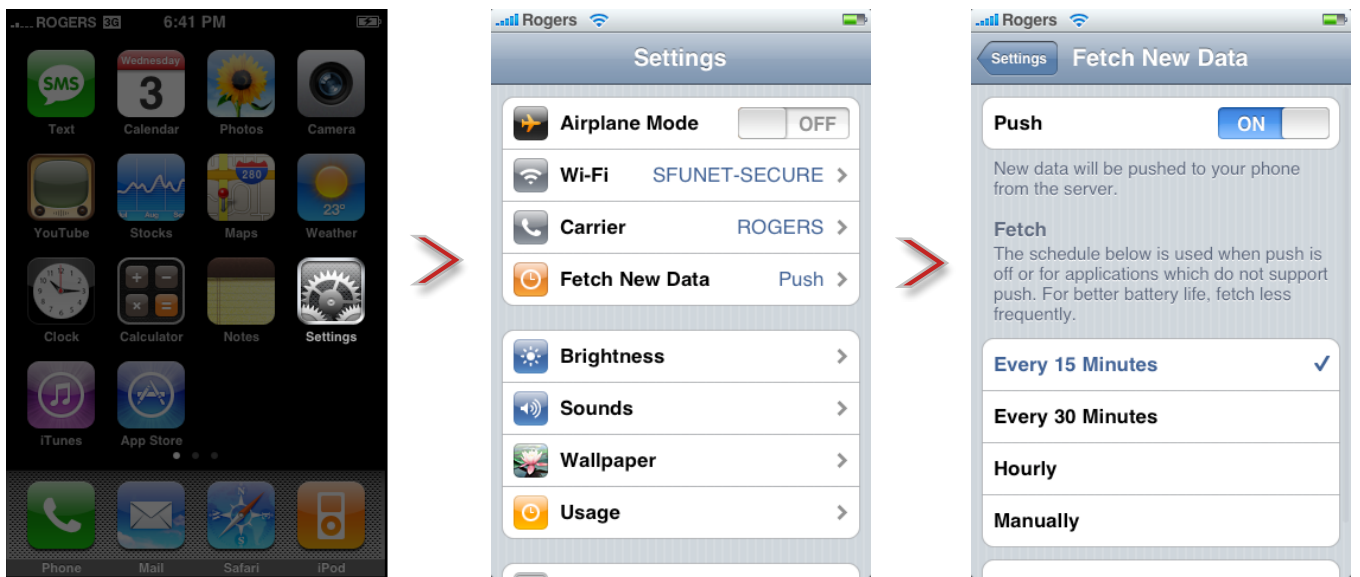 ROGERS 3G 6:41 PM
SMS
Wednesday
3
Text Calendar Photos Camera
280
23°
YouTube Stocks Maps Weather
Clock Calculator Notes Settings
iTunes App Store
Phone Mail Safari iPod
Rogers
Settings
Airplane Mode OFF
Wi-Fi SFUNET-SECURE
Carrier ROGERS
Fetch New Data Push
Brightness
Sounds
Wallpaper
Usage
Rogers
Settings Fetch New Data
Push ON
New data will be pushed to your phone
from the server.
Fetch
The schedule below is used when push is
off or for applications which do not support
push. For better battery life, fetch less
frequently.
Every 15 Minutes
Every 30 Minutes
Hourly
Manually